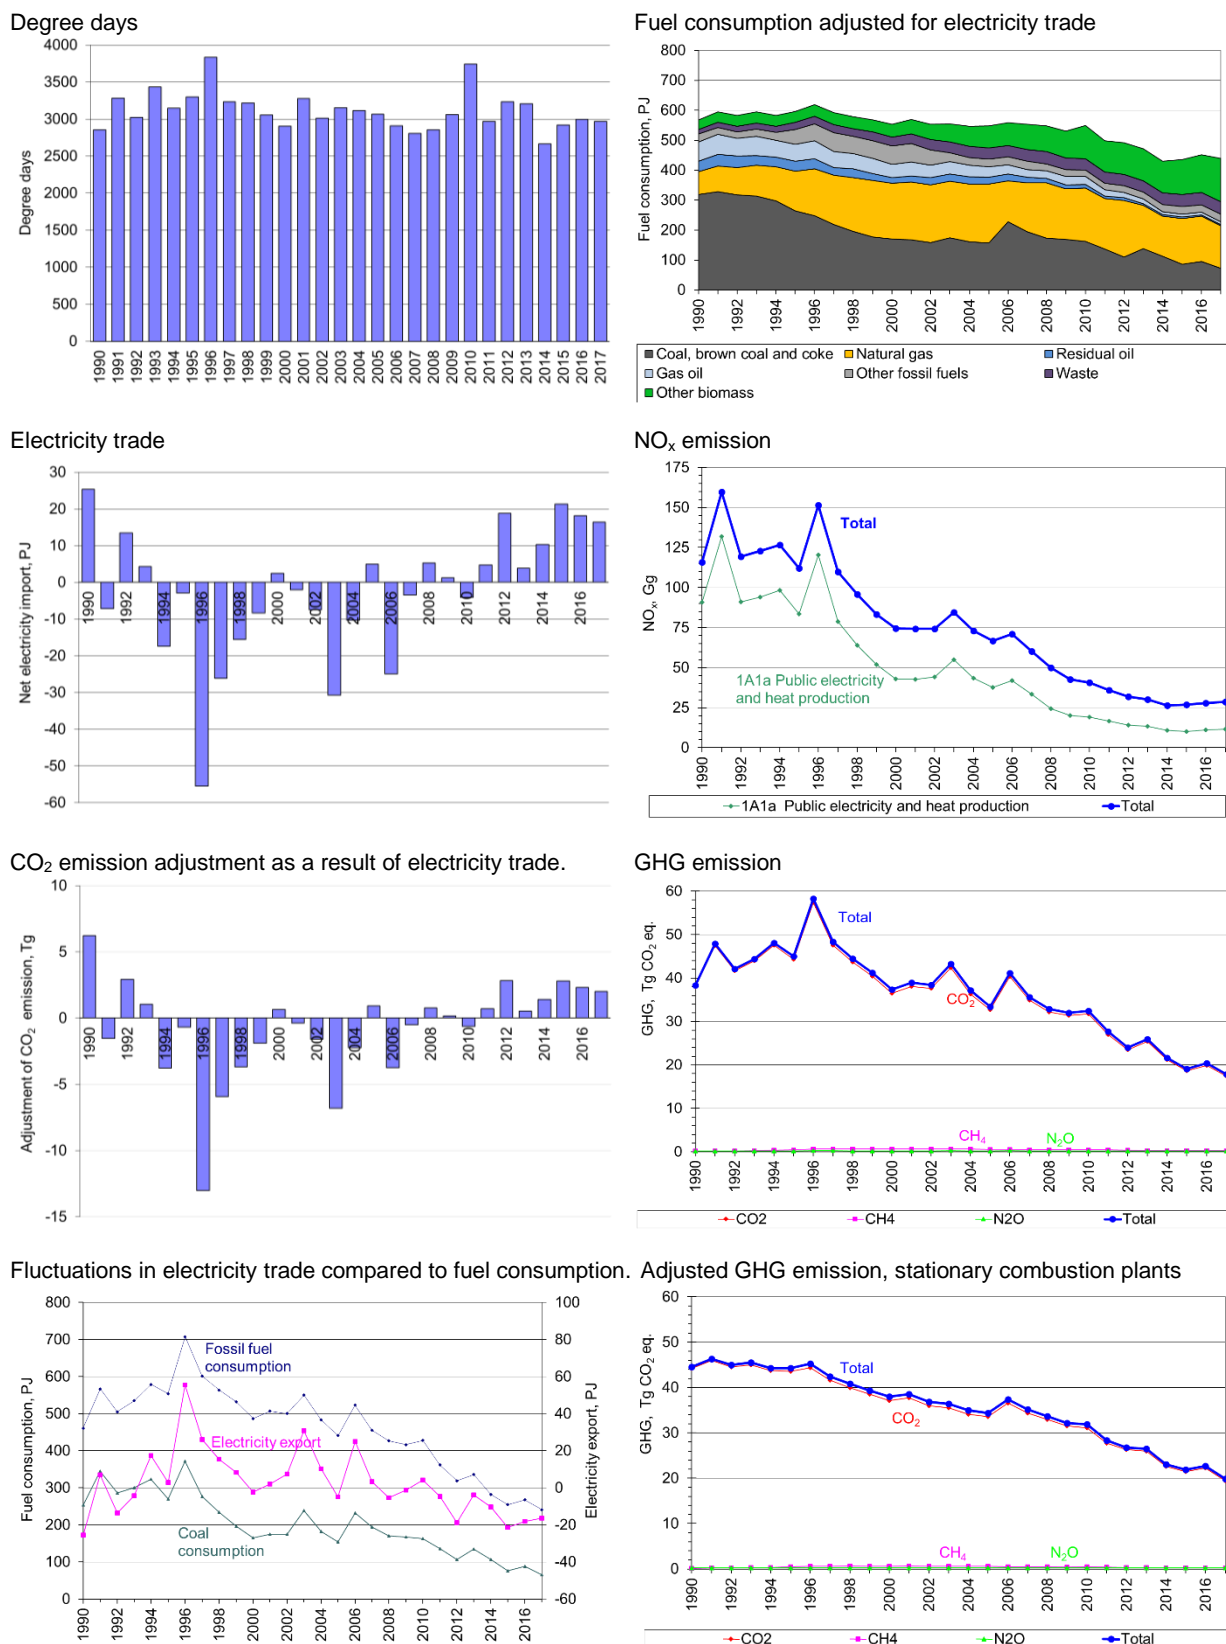 Degree days
4000
3500
3000
2500
2000
1500
1000
500
0
Degree days
1990 1991 1992 1993 1994 1995 1996 1997 1998 1999 2000 2001 2002 2003 2004 2005 2006 2007 2008 2009 2010 2011 2012 2013 2014 2015 2016 2017
Fuel consumption adjusted for electricity trade
800
700
600
500
400
300
200
100
0
Fuel consumption, PJ
1990 1992 1994 1996 1998 2000 2002 2004 2006 2008 2010 2012 2014 2016
Coal, brown coal and coke Natural gas Residual oil
Gas oil Other fossil fuels Waste
Other biomass
Electricity trade
30
20
10
0
-10
-20
-30
-40
-50
-60
Net electricity import, PJ
1990 1992 1994 1996 1998 2000 2002 2004 2006 2008 2010 2012 2014 2016
NOx emission
175
150
125
100
75
50
25
0
NOx, Gg
Total
1A1a Public electricity
and heat production
1990 1992 1994 1996 1998 2000 2002 2004 2006 2008 2010 2012 2014 2016
1A1a Public electricity and heat production Total
CO2 emission adjustment as a result of electricity trade.
10
5
0
-5
-10
-15
Adjustment of CO2 emission, Tg
1990 1992 1994 1996 1998 2000 2002 2004 2006 2008 2010 2012 2014 2016
GHG emission
60
50
40
30
20
10
0
GHG, Tg CO2 eq.
Total
CO2
CH4
N2O
1990 1992 1994 1996 1998 2000 2002 2004 2006 2008 2010 2012 2014 2016
CO2 CH4 N2O Total
Fluctuations in electricity trade compared to fuel consumption.
800
700
600
500
400
300
200
100
0
Fuel consumption, PJ
Fossil fuel
consumption
Electricity export
Coal
consumption
100
80
60
40
20
0
-20
-40
-60
Electricity export, PJ
1990 1992 1994 1996 1998 2000 2002 2004 2006 2008 2010 2012 2014 2016
Adjusted GHG emission, stationary combustion plants
60
50
40
30
20
10
0
GHG, Tg CO2 eq.
Total
CO2
CH4
N2O
1990 1992 1994 1996 1998 2000 2002 2004 2006 2008 2010 2012 2014 2016
CO2 CH4 N2O Total